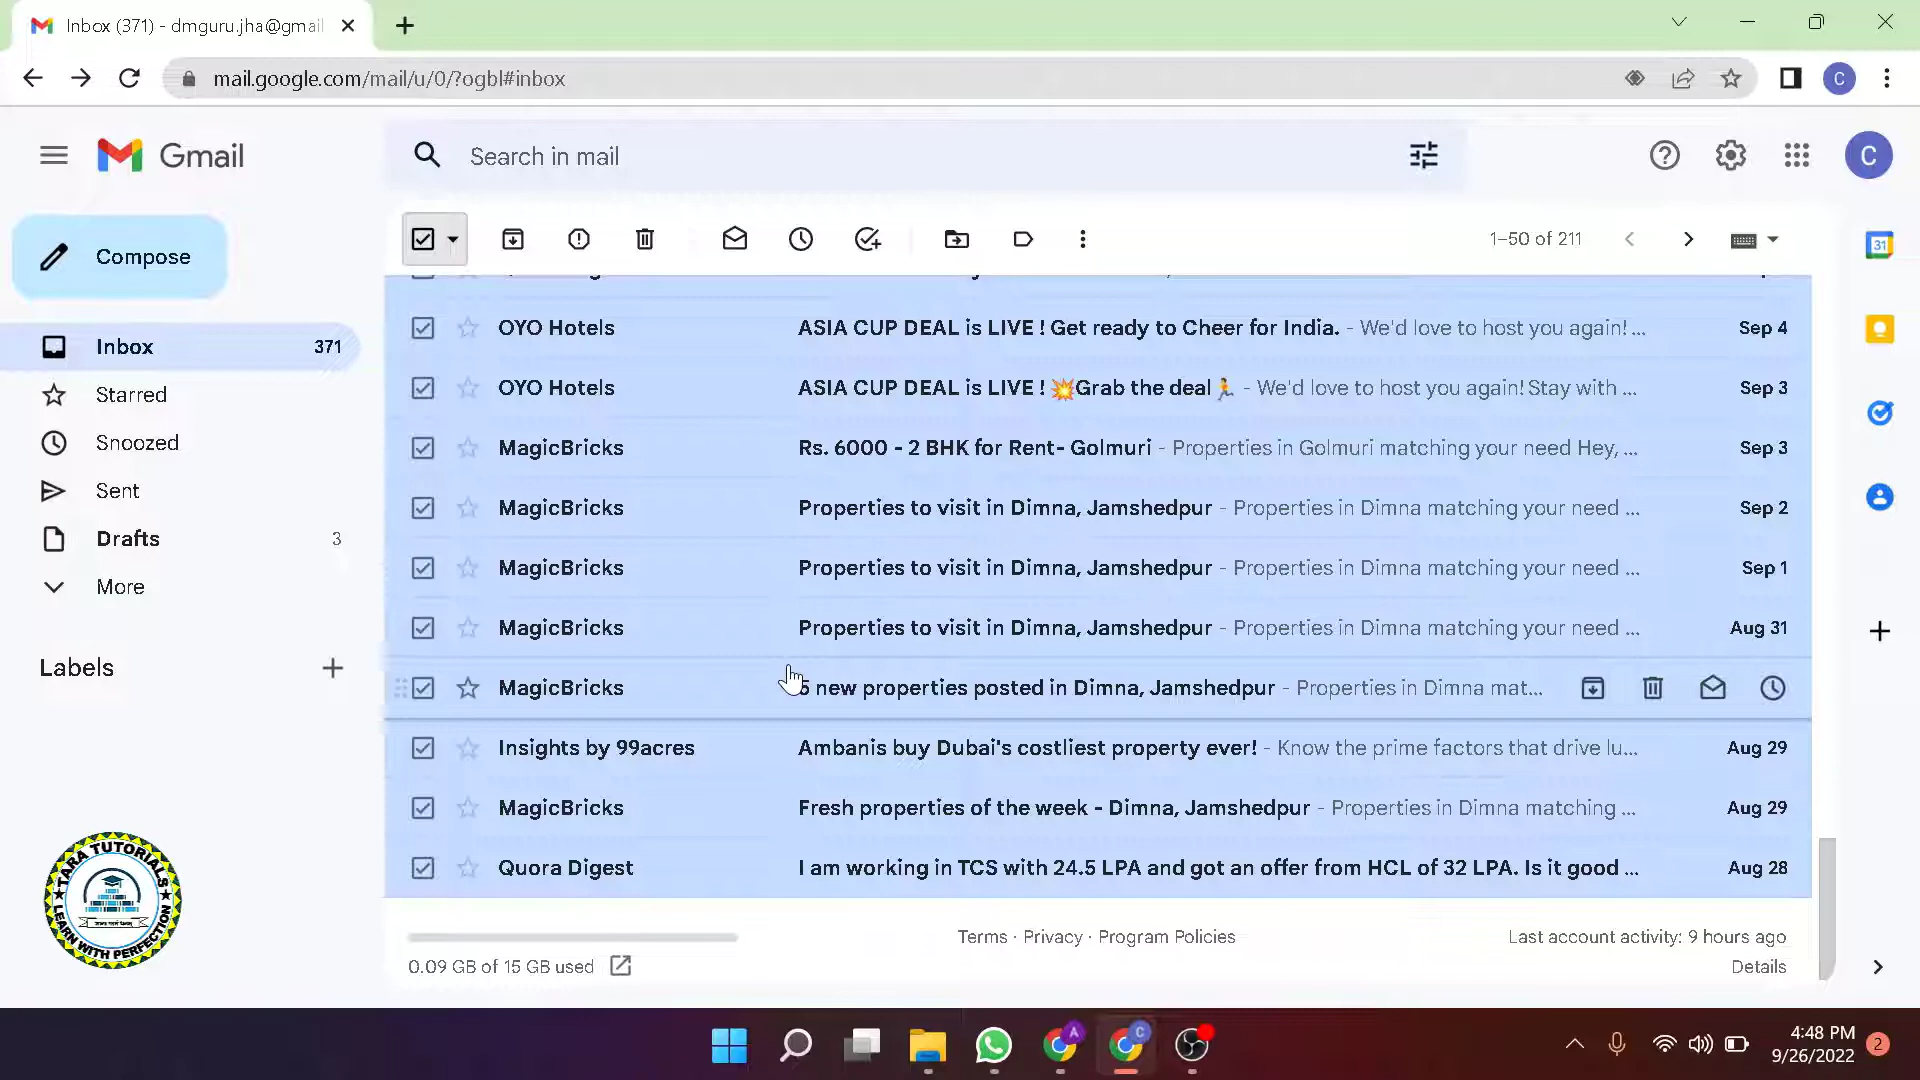 Inbox (371) - dmguru.jha@gmail
mail.google.com/mail/u/0/?ogbl#inbox
C
Gmail
Search in mail
C
Compose
1–50 of 211
31
Inbox 371
Starred
Snoozed
Sent
Drafts 3
More
Labels
OYO Hotels ASIA CUP DEAL is LIVE ! Get ready to Cheer for India. - We'd love to host you again! ... Sep 4
OYO Hotels ASIA CUP DEAL is LIVE ! 💥Grab the deal🏃 - We'd love to host you again! Stay with ... Sep 3
MagicBricks Rs. 6000 - 2 BHK for Rent- Golmuri - Properties in Golmuri matching your need Hey, ... Sep 3
MagicBricks Properties to visit in Dimna, Jamshedpur - Properties in Dimna matching your need ... Sep 2
MagicBricks Properties to visit in Dimna, Jamshedpur - Properties in Dimna matching your need ... Sep 1
MagicBricks Properties to visit in Dimna, Jamshedpur - Properties in Dimna matching your need ... Aug 31
MagicBricks 5 new properties posted in Dimna, Jamshedpur - Properties in Dimna mat...
Insights by 99acres Ambanis buy Dubai's costliest property ever! - Know the prime factors that drive lu... Aug 29
MagicBricks Fresh properties of the week - Dimna, Jamshedpur - Properties in Dimna matching ... Aug 29
Quora Digest I am working in TCS with 24.5 LPA and got an offer from HCL of 32 LPA. Is it good ... Aug 28
TARA TUTORIALS
LEARN WITH PERFECTION
Terms · Privacy · Program Policies
Last account activity: 9 hours ago
0.09 GB of 15 GB used
Details
A
C
4:48 PM
9/26/2022
2